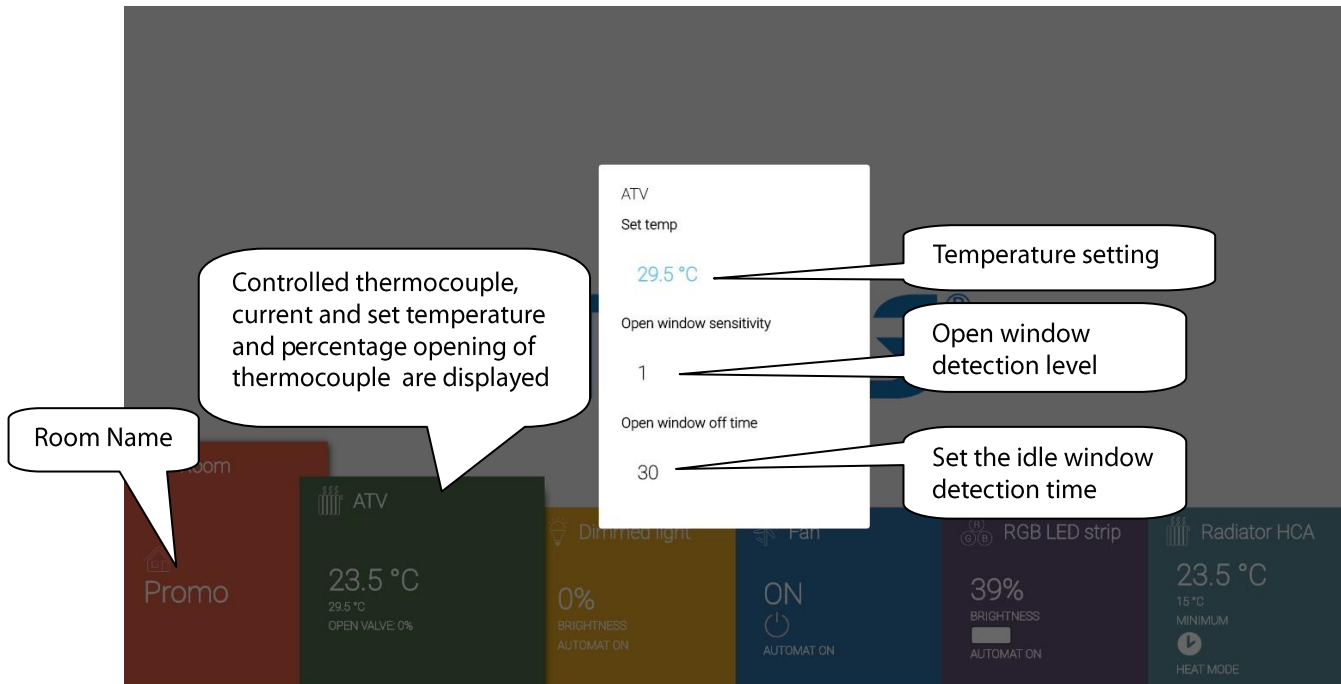 ATV
Set temp
29.5 °C
Open window sensitivity
1
Open window off time
30
Temperature setting
Open window
detection level
Set the idle window
detection time
Controlled thermocouple,
current and set temperature
and percentage opening of
thermocouple are displayed
Room Name
Promo
ATV
23.5 °C
29.5 °C
OPEN VALVE: 0%
Dimmed light
0%
BRIGHTNESS
AUTOMAT ON
Fan
ON
AUTOMAT ON
R
G B
RGB LED strip
39%
BRIGHTNESS
AUTOMAT ON
Radiator HCA
23.5 °C
15 °C
MINIMUM
HEAT MODE